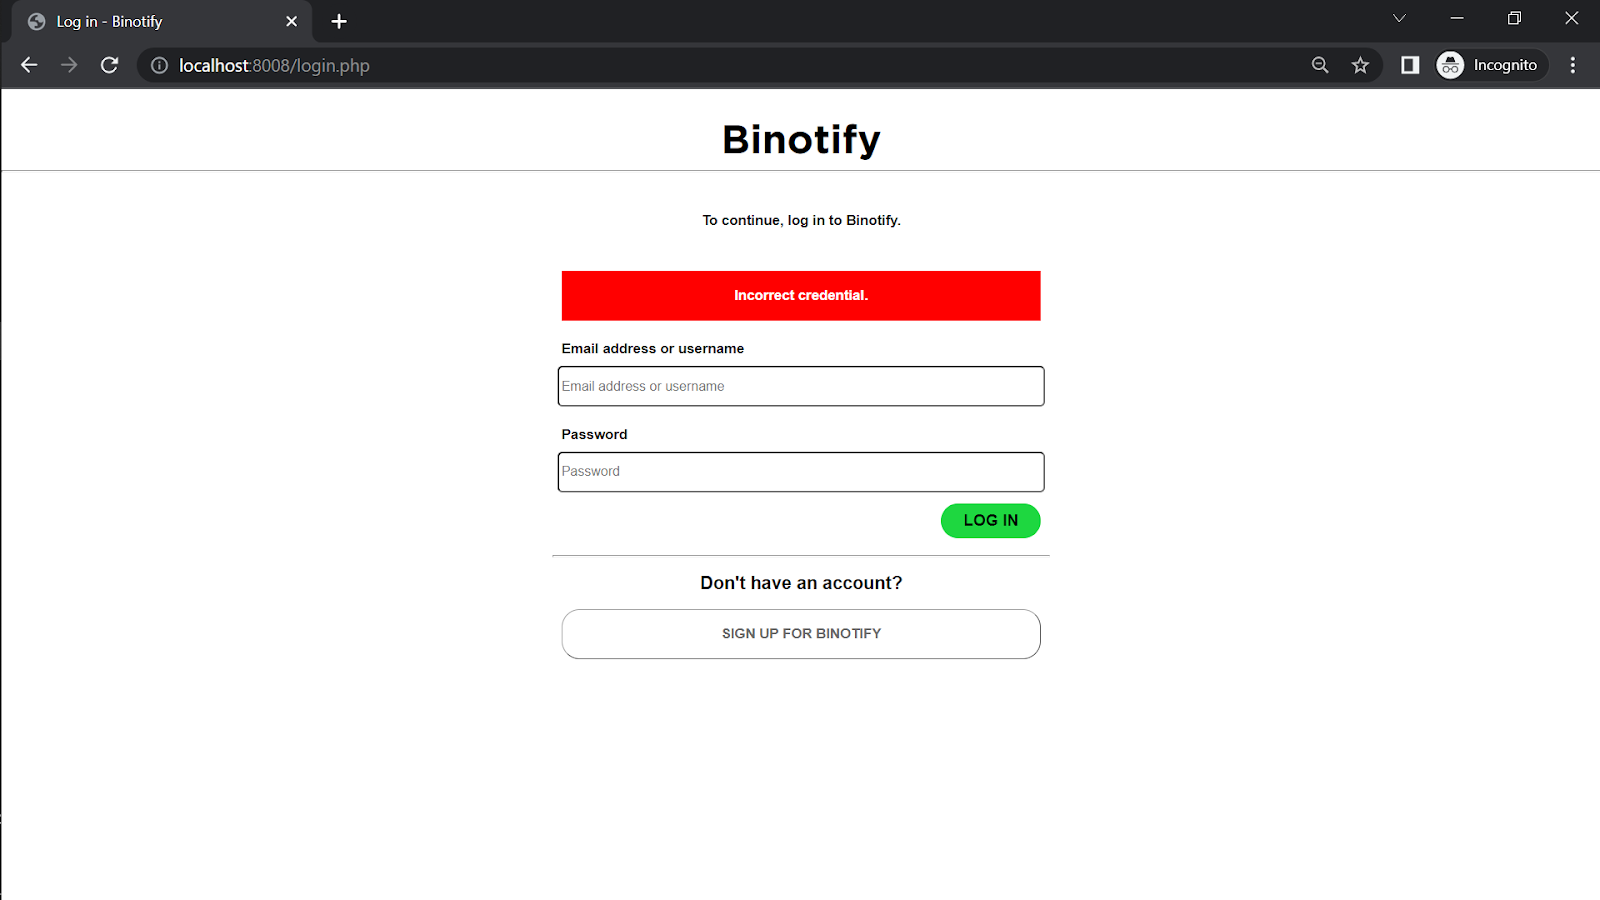 Log in - Binotify
localhost:8008/login.php
Incognito
Binotify
To continue, log in to Binotify.
Incorrect credential.
Email address or username
Email address or username
Password
Password
LOG IN
Don't have an account?
SIGN UP FOR BINOTIFY